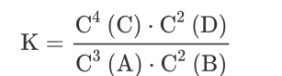 K = C⁴ (C) · C² (D) / C³ (A) · C² (B)